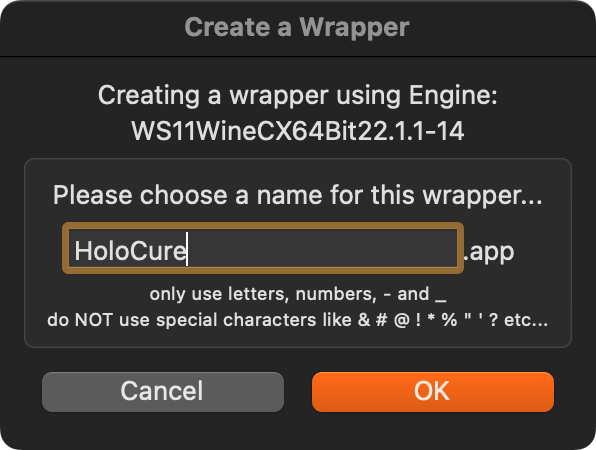 Create a Wrapper
Creating a wrapper using Engine:
WS11WineCX64Bit22.1.1-14
Please choose a name for this wrapper...
HoloCure.app
only use letters, numbers, - and _
do NOT use special characters like & # @ ! * % " ' ? etc...
Cancel OK